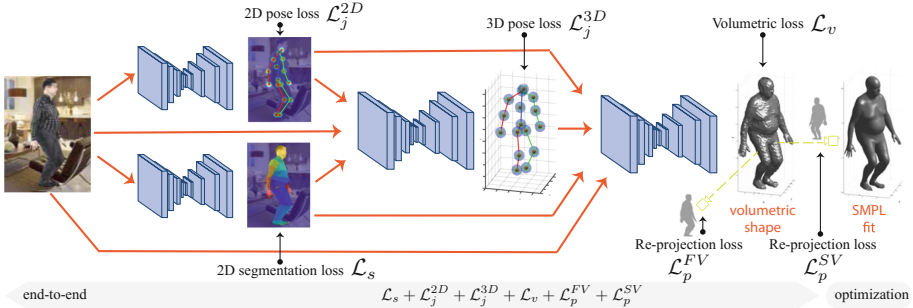 2D pose loss $\mathcal{L}_j^{2D}$
3D pose loss $\mathcal{L}_j^{3D}$
Volumetric loss $\mathcal{L}_v$
volumetric
shape
SMPL
fit
2D segmentation loss $\mathcal{L}_s$
Re-projection loss
$\mathcal{L}_p^{FV}$
Re-projection loss
$\mathcal{L}_p^{SV}$
end-to-end
$\mathcal{L}_s + \mathcal{L}_j^{2D} + \mathcal{L}_j^{3D} + \mathcal{L}_v + \mathcal{L}_p^{FV} + \mathcal{L}_p^{SV}$
optimization